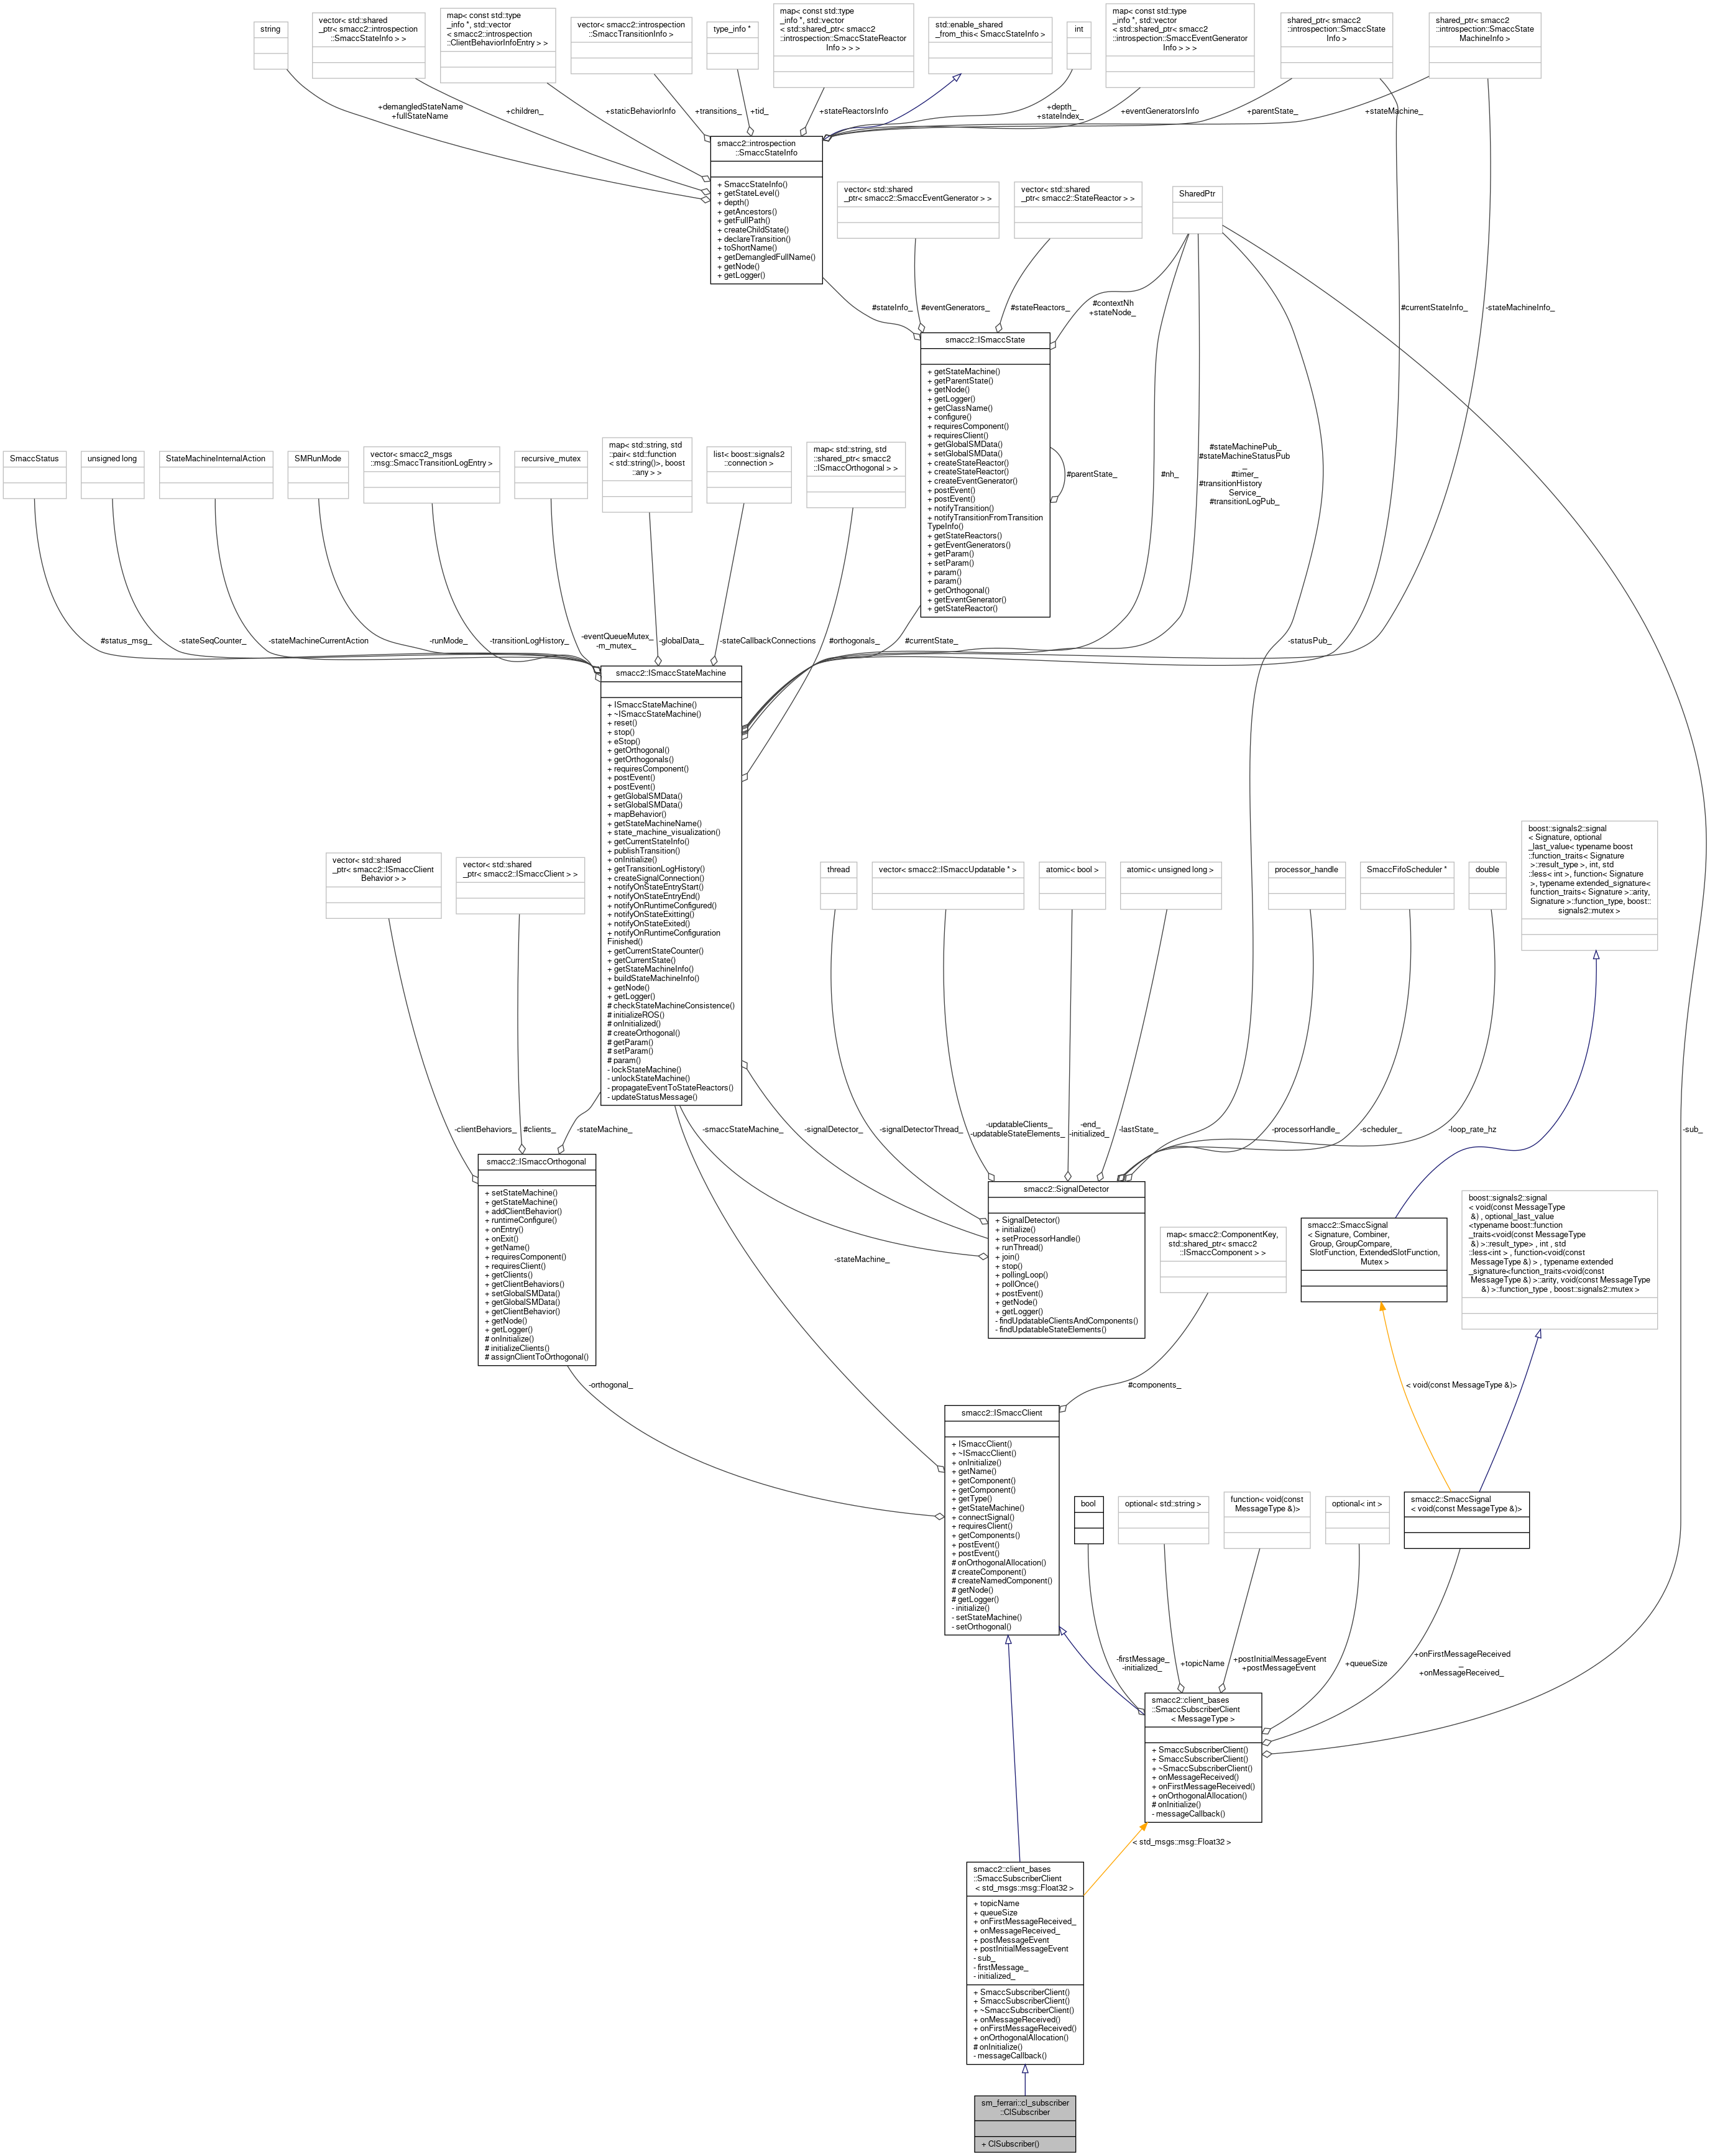 string
vector< std::shared
_ptr< smacc2::introspection
::SmaccStateInfo > >
map< const std::type
_info *, std::vector
< smacc2::introspection
::ClientBehaviorInfoEntry > >
vector< smacc2::introspection
::SmaccTransitionInfo >
type_info *
map< const std::type
_info *, std::vector
< std::shared_ptr< smacc2
::introspection::SmaccStateReactor
Info > > >
std::enable_shared
_from_this< SmaccStateInfo >
int
map< const std::type
_info *, std::vector
< std::shared_ptr< smacc2
::introspection::SmaccEventGenerator
Info > > >
shared_ptr< smacc2
::introspection::SmaccState
Info >
shared_ptr< smacc2
::introspection::SmaccState
MachineInfo >
+demangledStateName
+fullStateName
+children_
+staticBehaviorInfo
+transitions_
+tid_
+stateReactorsInfo
+depth_
+stateIndex_
+eventGeneratorsInfo
+parentState_
+stateMachine_
smacc2::introspection
::SmaccStateInfo
+ SmaccStateInfo()
+ getStateLevel()
+ depth()
+ getAncestors()
+ getFullPath()
+ createChildState()
+ declareTransition()
+ toShortName()
+ getDemangledFullName()
+ getNode()
+ getLogger()
vector< std::shared
_ptr< smacc2::SmaccEventGenerator > >
vector< std::shared
_ptr< smacc2::StateReactor > >
SharedPtr
#stateInfo_
#eventGenerators_
#stateReactors_
#contextNh
+stateNode_
#currentStateInfo_
-stateMachineInfo_
smacc2::ISmaccState
+ getStateMachine()
+ getParentState()
+ getNode()
+ getLogger()
+ getClassName()
+ configure()
+ requiresComponent()
+ requiresClient()
+ getGlobalSMData()
+ setGlobalSMData()
+ createStateReactor()
+ createStateReactor()
+ createEventGenerator()
+ postEvent()
+ postEvent()
+ notifyTransition()
+ notifyTransitionFromTransition
TypeInfo()
+ getStateReactors()
+ getEventGenerators()
+ getParam()
+ setParam()
+ param()
+ param()
+ getOrthogonal()
+ getEventGenerator()
+ getStateReactor()
#parentState_
#nh_
#stateMachinePub_
#stateMachineStatusPub
_
#timer_
#transitionHistory
Service_
#transitionLogPub_
SmaccStatus
unsigned long
StateMachineInternalAction
SMRunMode
vector< smacc2_msgs
::msg::SmaccTransitionLogEntry >
recursive_mutex
map< std::string, std
::pair< std::function
< std::string()>, boost
::any > >
list< boost::signals2
::connection >
map< std::string, std
::shared_ptr< smacc2
::ISmaccOrthogonal > >
#status_msg_
-stateSeqCounter_
-stateMachineCurrentAction
-runMode_
-transitionLogHistory_
-eventQueueMutex_
-m_mutex_
-globalData_
-stateCallbackConnections
#orthogonals_
#currentState_
-statusPub_
smacc2::ISmaccStateMachine
+ ISmaccStateMachine()
+ ~ISmaccStateMachine()
+ reset()
+ stop()
+ eStop()
+ getOrthogonal()
+ getOrthogonals()
+ requiresComponent()
+ postEvent()
+ postEvent()
+ getGlobalSMData()
+ setGlobalSMData()
+ mapBehavior()
+ getStateMachineName()
+ state_machine_visualization()
+ getCurrentStateInfo()
+ publishTransition()
+ onInitialize()
+ getTransitionLogHistory()
+ createSignalConnection()
+ notifyOnStateEntryStart()
+ notifyOnStateEntryEnd()
+ notifyOnRuntimeConfigured()
+ notifyOnStateExitting()
+ notifyOnStateExited()
+ notifyOnRuntimeConfiguration
Finished()
+ getCurrentStateCounter()
+ getCurrentState()
+ getStateMachineInfo()
+ buildStateMachineInfo()
+ getNode()
+ getLogger()
# checkStateMachineConsistence()
# initializeROS()
# onInitialized()
# createOrthogonal()
# getParam()
# setParam()
# param()
- lockStateMachine()
- unlockStateMachine()
- propagateEventToStateReactors()
- updateStatusMessage()
vector< std::shared
_ptr< smacc2::ISmaccClient
Behavior > >
vector< std::shared
_ptr< smacc2::ISmaccClient > >
thread
vector< smacc2::ISmaccUpdatable * >
atomic< bool >
atomic< unsigned long >
processor_handle
SmaccFifoScheduler *
double
boost::signals2::signal
< Signature, optional
_last_value< typename boost
::function_traits< Signature
>::result_type >, int, std
::less< int >, function< Signature
>, typename extended_signature<
function_traits< Signature >::arity,
Signature >::function_type, boost::
signals2::mutex >
-clientBehaviors_
#clients_
-stateMachine_
-smaccStateMachine_
-signalDetector_
-signalDetectorThread_
-updatableClients_
-updatableStateElements_
-end_
-initialized_
-lastState_
-processorHandle_
-scheduler_
-loop_rate_hz
-sub_
smacc2::ISmaccOrthogonal
+ setStateMachine()
+ getStateMachine()
+ addClientBehavior()
+ runtimeConfigure()
+ onEntry()
+ onExit()
+ getName()
+ requiresComponent()
+ requiresClient()
+ getClients()
+ getClientBehaviors()
+ setGlobalSMData()
+ getGlobalSMData()
+ getClientBehavior()
+ getNode()
+ getLogger()
# onInitialize()
# initializeClients()
# assignClientToOrthogonal()
smacc2::SignalDetector
+ SignalDetector()
+ initialize()
+ setProcessorHandle()
+ runThread()
+ join()
+ stop()
+ pollingLoop()
+ pollOnce()
+ postEvent()
+ getNode()
+ getLogger()
- findUpdatableClientsAndComponents()
- findUpdatableStateElements()
-stateMachine_
map< smacc2::ComponentKey,
std::shared_ptr< smacc2
::ISmaccComponent > >
smacc2::SmaccSignal
< Signature, Combiner,
Group, GroupCompare,
SlotFunction, ExtendedSlotFunction,
Mutex >
boost::signals2::signal
< void(const MessageType
&) , optional_last_value
<typename boost::function
_traits<void(const MessageType
&) >::result_type> , int , std
::less<int > , function<void(const
MessageType &) > , typename extended
_signature<function_traits<void(const
MessageType &) >::arity, void(const MessageType
&) >::function_type , boost::signals2::mutex >
-orthogonal_
#components_
< void(const MessageType &)>
smacc2::ISmaccClient
+ ISmaccClient()
+ ~ISmaccClient()
+ onInitialize()
+ getName()
+ getComponent()
+ getComponent()
+ getType()
+ getStateMachine()
+ connectSignal()
+ requiresClient()
+ getComponents()
+ postEvent()
+ postEvent()
# onOrthogonalAllocation()
# createComponent()
# createNamedComponent()
# getNode()
# getLogger()
- initialize()
- setStateMachine()
- setOrthogonal()
bool
optional< std::string >
function< void(const
MessageType &)>
optional< int >
smacc2::SmaccSignal
< void(const MessageType &)>
-firstMessage_
-initialized_
+topicName
+postInitialMessageEvent
+postMessageEvent
+queueSize
+onFirstMessageReceived
_
+onMessageReceived_
smacc2::client_bases
::SmaccSubscriberClient
< MessageType >
+ SmaccSubscriberClient()
+ SmaccSubscriberClient()
+ ~SmaccSubscriberClient()
+ onMessageReceived()
+ onFirstMessageReceived()
+ onOrthogonalAllocation()
# onInitialize()
- messageCallback()
< std_msgs::msg::Float32 >
smacc2::client_bases
::SmaccSubscriberClient
< std_msgs::msg::Float32 >
+ topicName
+ queueSize
+ onFirstMessageReceived_
+ onMessageReceived_
+ postMessageEvent
+ postInitialMessageEvent
- sub_
- firstMessage_
- initialized_
+ SmaccSubscriberClient()
+ SmaccSubscriberClient()
+ ~SmaccSubscriberClient()
+ onMessageReceived()
+ onFirstMessageReceived()
+ onOrthogonalAllocation()
# onInitialize()
- messageCallback()
sm_ferrari::cl_subscriber
::ClSubscriber
+ ClSubscriber()